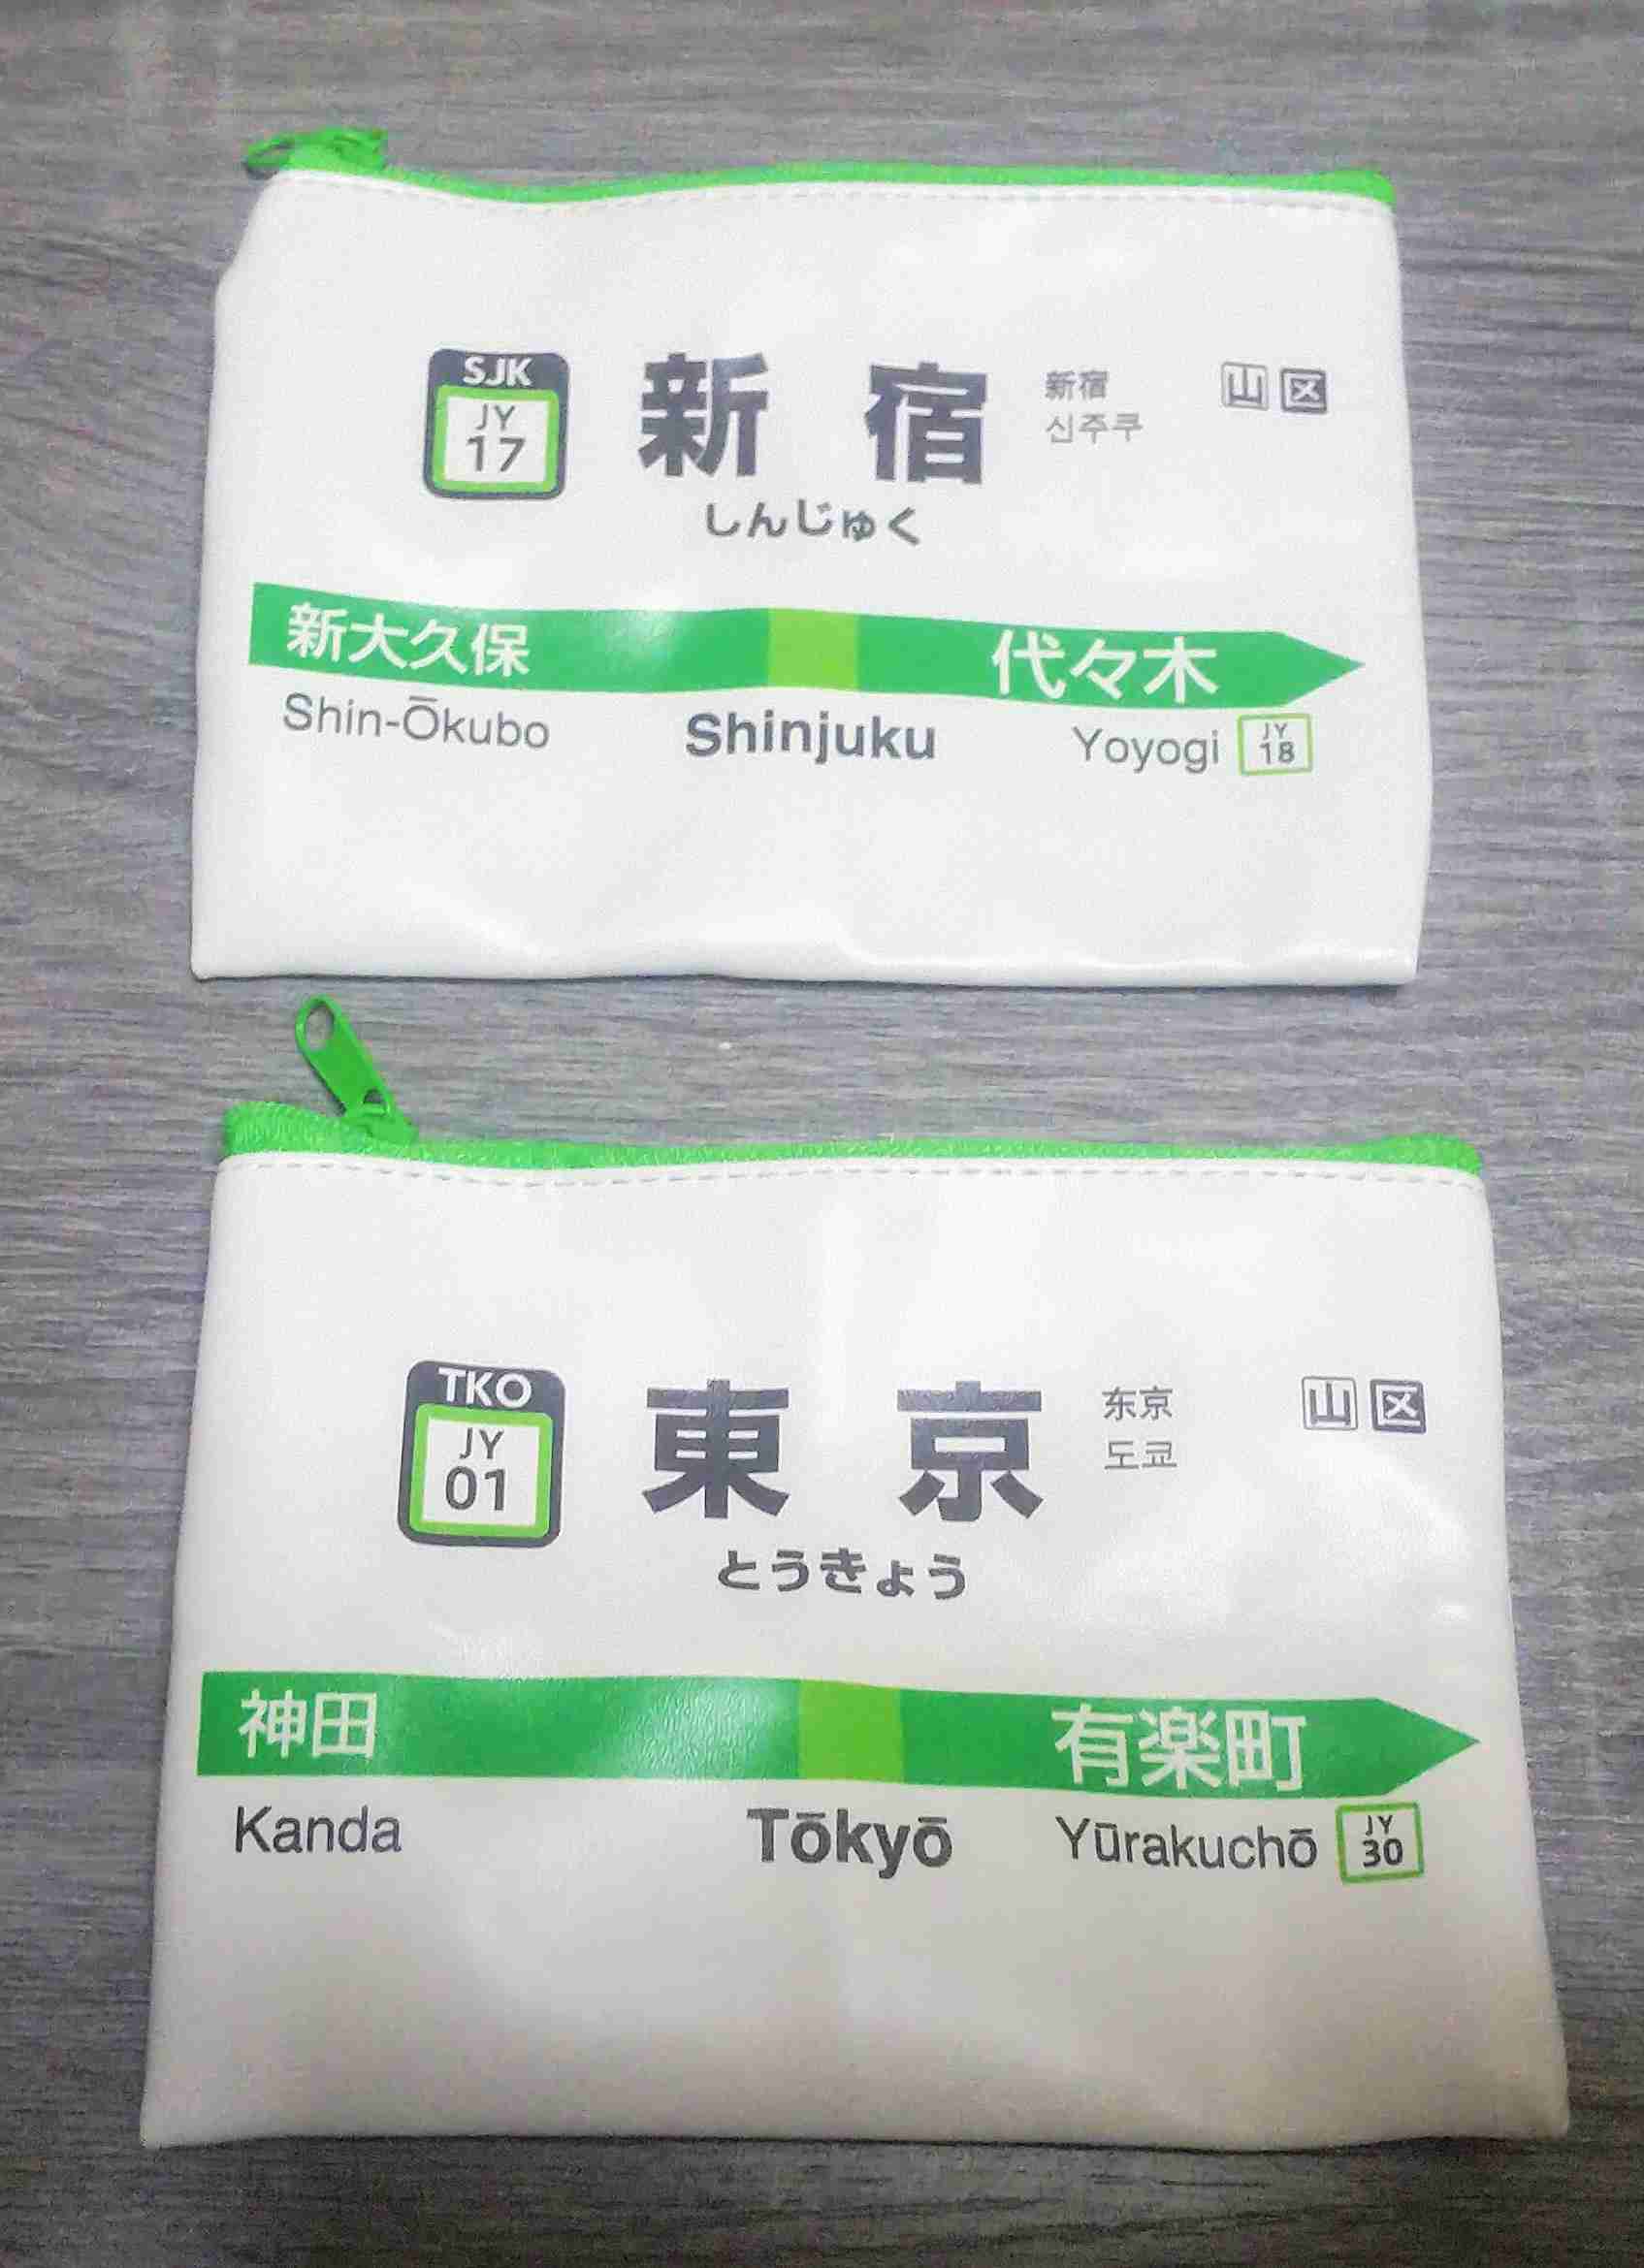 SJK
JY
17
新宿
しんじゅく
新宿
신주쿠
山 区
新大久保 代々木
Shin-Ōkubo Shinjuku Yoyogi JY 18
TKO
JY
01
東京
とうきょう
东京
도쿄
山 区
神田 有楽町
Kanda Tōkyō Yūrakuchō JY 30